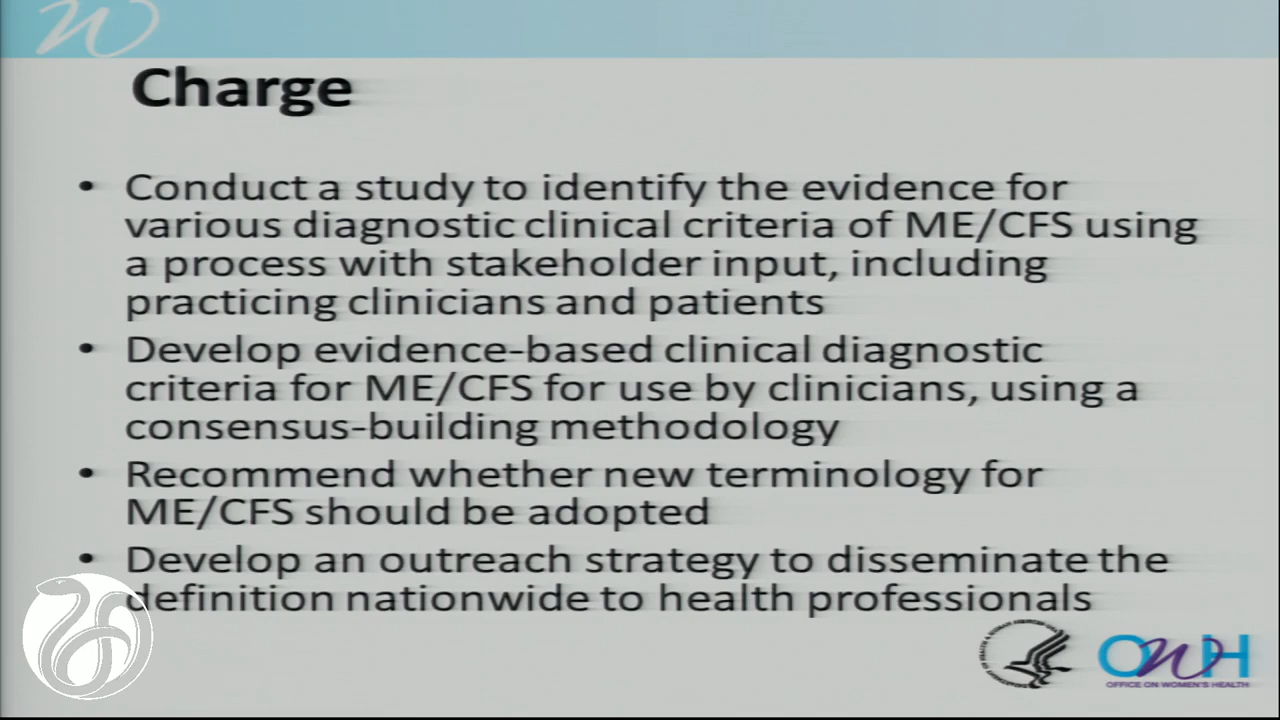 Charge
• Conduct a study to identify the evidence for
various diagnostic clinical criteria of ME/CFS using
a process with stakeholder input, including
practicing clinicians and patients
• Develop evidence-based clinical diagnostic
criteria for ME/CFS for use by clinicians, using a
consensus-building methodology
• Recommend whether new terminology for
ME/CFS should be adopted
• Develop an outreach strategy to disseminate the
definition nationwide to health professionals
OWH
OFFICE ON WOMEN'S HEALTH